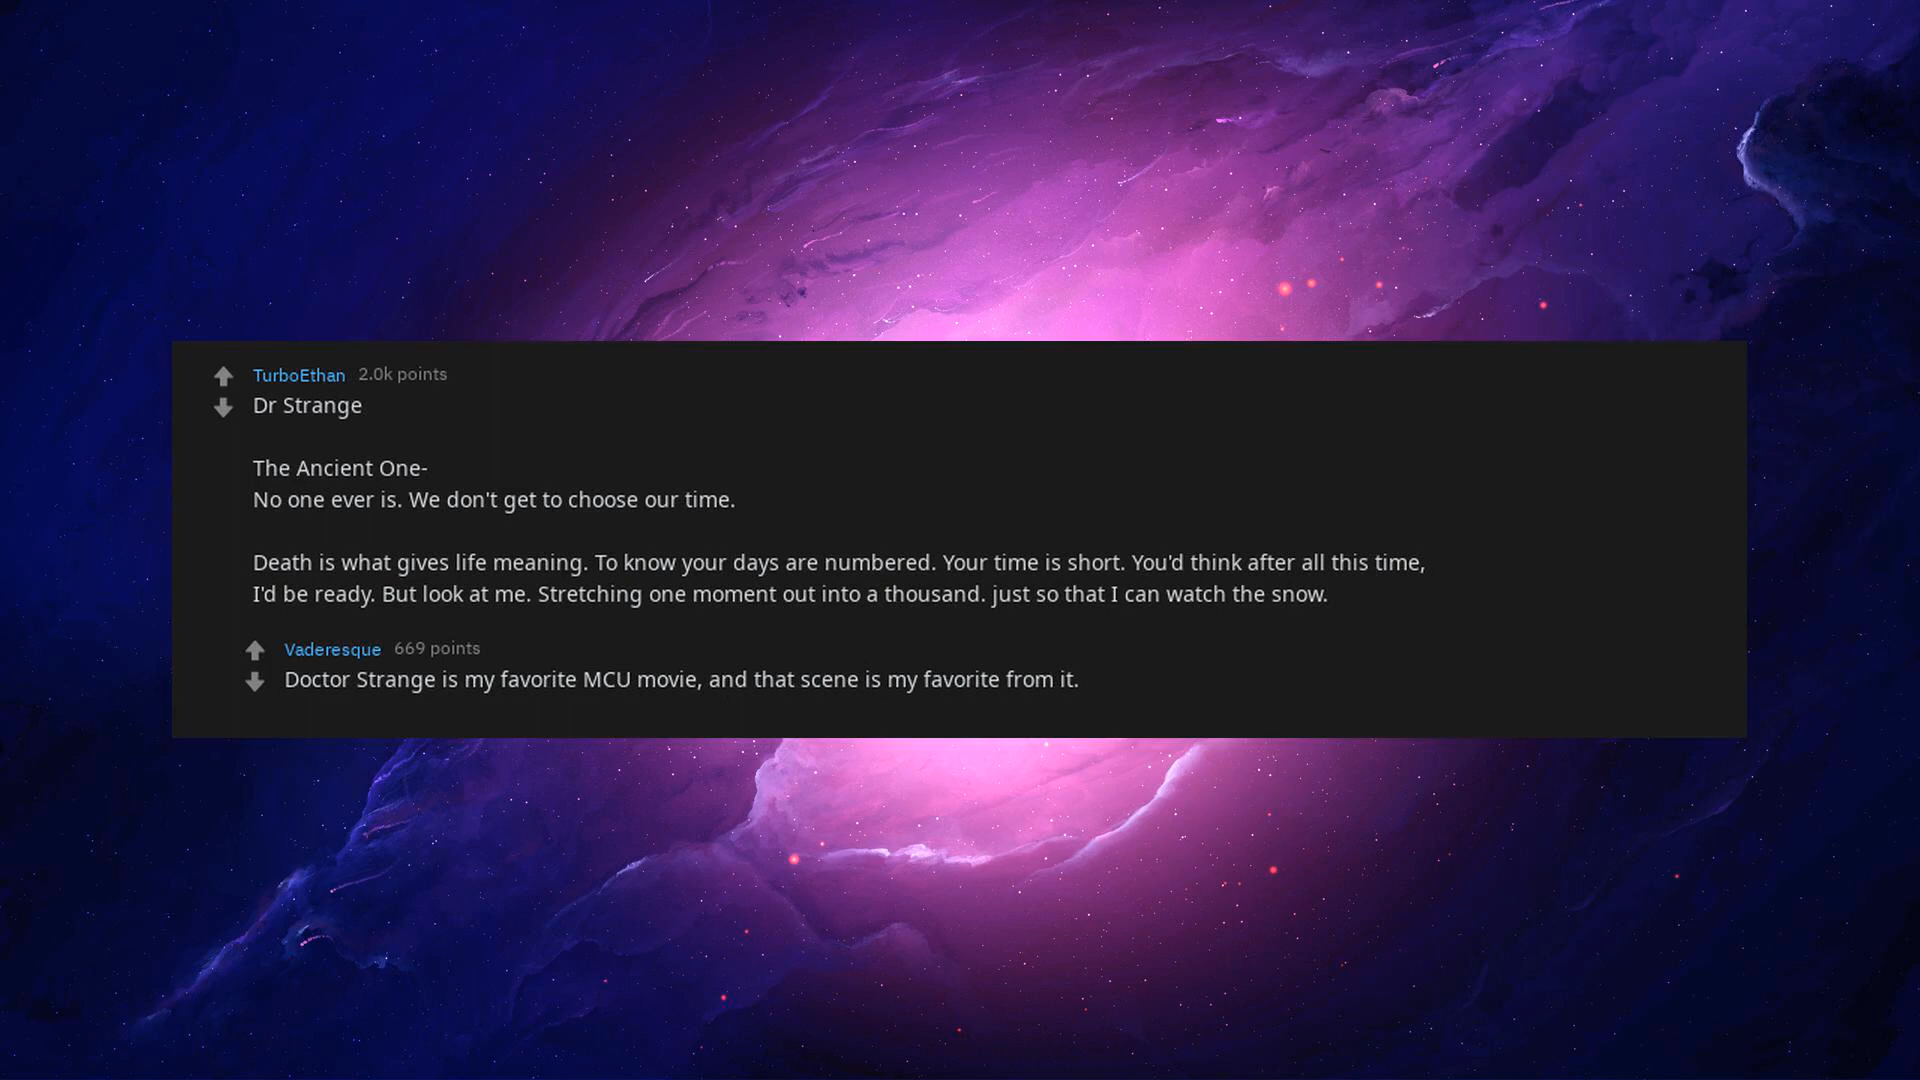 TurboEthan 2.0k points
Dr Strange
The Ancient One-
No one ever is. We don't get to choose our time.
Death is what gives life meaning. To know your days are numbered. Your time is short. You'd think after all this time,
I'd be ready. But look at me. Stretching one moment out into a thousand. just so that I can watch the snow.
Vaderesque 669 points
Doctor Strange is my favorite MCU movie, and that scene is my favorite from it.